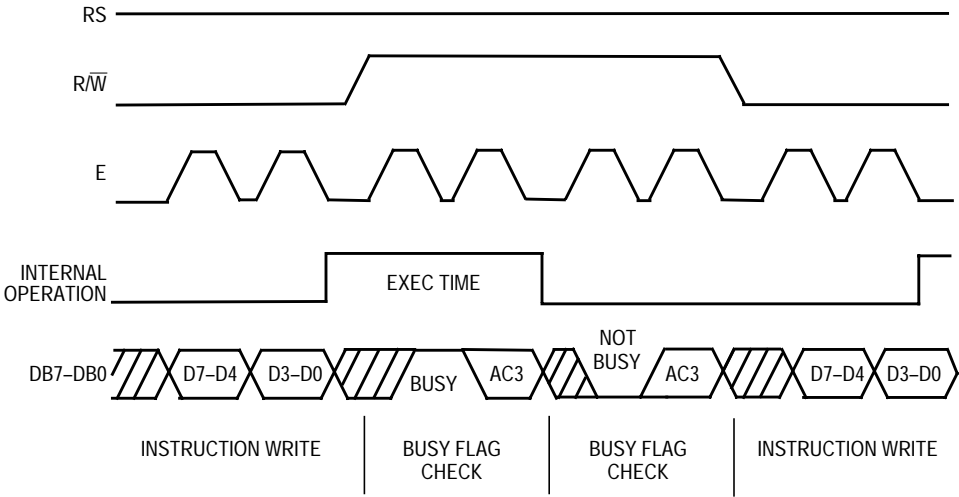 RS
R/W̅
E
INTERNAL
OPERATION
EXEC TIME
DB7–DB0
D7–D4
D3–D0
BUSY
AC3
NOT
BUSY
AC3
D7–D4
D3–D0
INSTRUCTION WRITE
BUSY FLAG
CHECK
BUSY FLAG
CHECK
INSTRUCTION WRITE